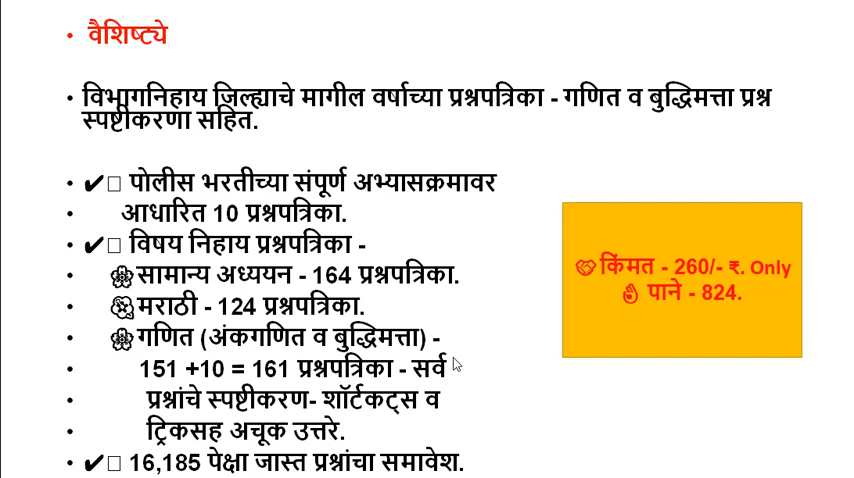 • वैशिष्ट्ये
• विभागनिहाय जिल्ह्याचे मागील वर्षाच्या प्रश्नपत्रिका - गणित व बुद्धिमत्ता प्रश्न
स्पष्टीकरणा सहित.
• ✔□ पोलीस भरतीच्या संपूर्ण अभ्यासक्रमावर
• आधारित 10 प्रश्नपत्रिका.
• ✔□ विषय निहाय प्रश्नपत्रिका -
• सामान्य अध्ययन - 164 प्रश्नपत्रिका.
• मराठी - 124 प्रश्नपत्रिका.
• गणित (अंकगणित व बुद्धिमत्ता) -
• 151 +10 = 161 प्रश्नपत्रिका - सर्व
• प्रश्नांचे स्पष्टीकरण- शॉर्टकट्स व
• ट्रिकसह अचूक उत्तरे.
• ✔□ 16,185 पेक्षा जास्त प्रश्नांचा समावेश.
किंमत - 260/- ₹. Only
👌 पाने - 824.